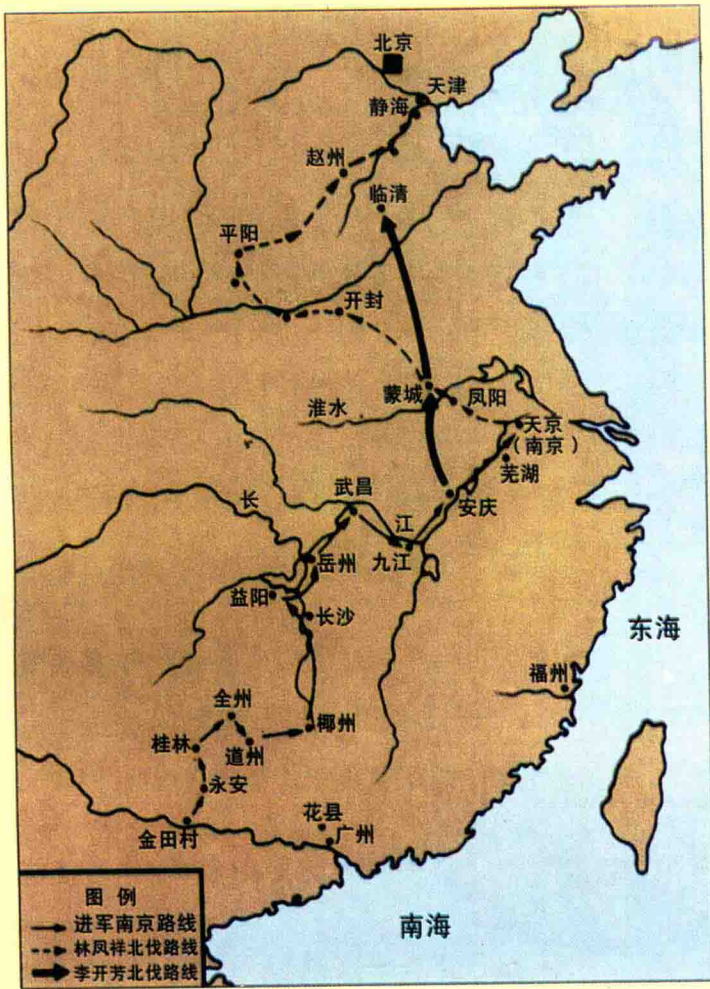 北京
天津
静海
赵州
临清
平阳
开封
蒙城
凤阳
淮水
天京
（南京）
芜湖
武昌
安庆
长
江
岳州
九江
益阳
长沙
东海
福州
全州
椰州
桂林
道州
永安
花县
金田村
广州
南海
图 例
进军南京路线
林凤祥北伐路线
李开芳北伐路线